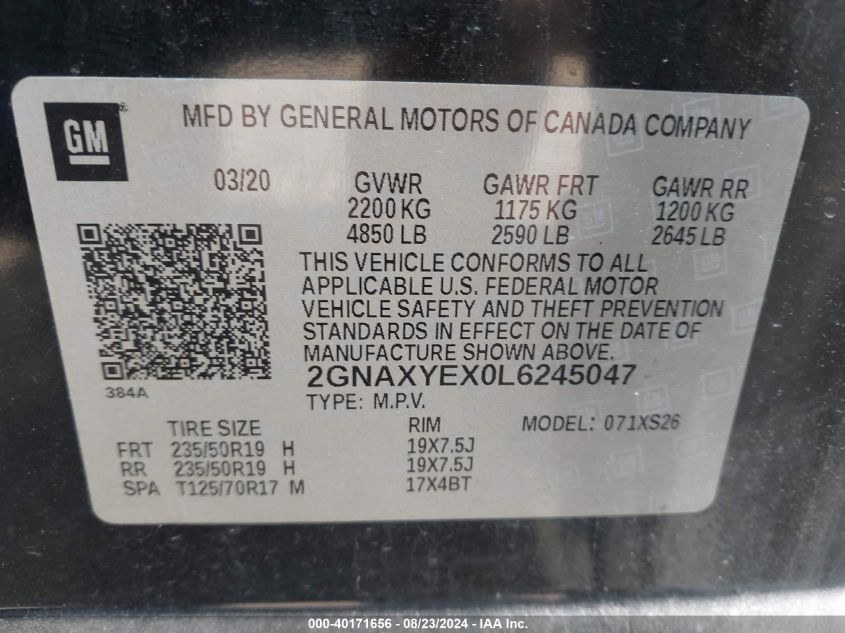 GM ®
MFD BY GENERAL MOTORS OF CANADA COMPANY
03/20 GVWR GAWR FRT GAWR RR
2200 KG 1175 KG 1200 KG
4850 LB 2590 LB 2645 LB
THIS VEHICLE CONFORMS TO ALL
APPLICABLE U.S. FEDERAL MOTOR
VEHICLE SAFETY AND THEFT PREVENTION
STANDARDS IN EFFECT ON THE DATE OF
MANUFACTURE SHOWN ABOVE.
384A
2GNAXYEX0L6245047
TYPE: M.P.V.
TIRE SIZE RIM MODEL: 071XS26
FRT 235/50R19 H 19X7.5J
RR 235/50R19 H 19X7.5J
SPA T125/70R17 M 17X4BT
000-40171656 - 08/23/2024 - IAAI.COM - COPYRIGHT IAA, LLC.